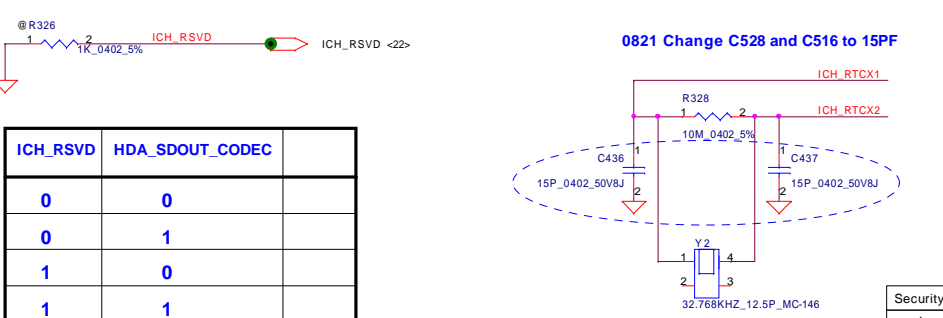 @R326
1 2 ICH_RSVD
1K_0402_5%
ICH_RSVD <22>
ICH_RSVD HDA_SDOUT_CODEC
0 0
0 1
1 0
1 1
0821 Change C528 and C516 to 15PF
ICH_RTCX1
R328
1 2 ICH_RTCX2
10M_0402_5%
1 1
C436 C437
15P_0402_50V8J 15P_0402_50V8J
2 2
Y2
1 4
2 3
32.768KHZ_12.5P_MC-146
Security